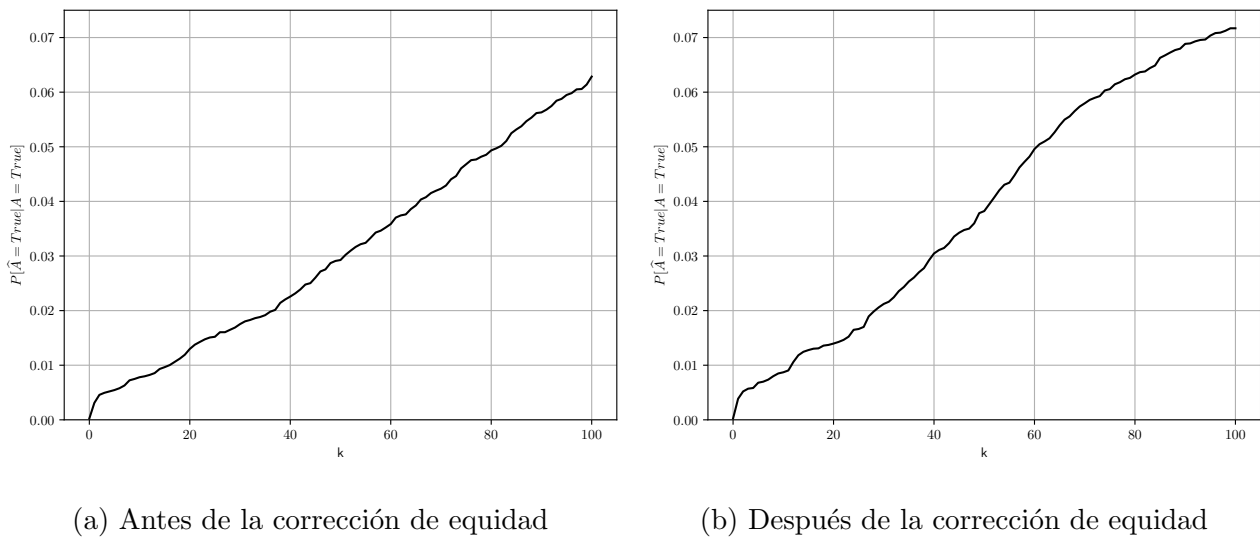 0.07
0.06
0.05
0.04
0.03
0.02
0.01
0.00
P[Â = True|A = True]
0 20 40 60 80 100
k
(a) Antes de la corrección de equidad
0.07
0.06
0.05
0.04
0.03
0.02
0.01
0.00
P[Â = True|A = True]
0 20 40 60 80 100
k
(b) Después de la corrección de equidad